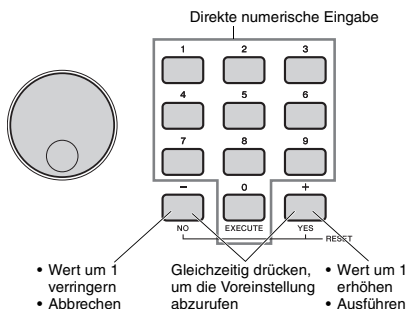 Direkte numerische Eingabe
1 2 3
4 5 6
7 8 9
− 0 +
NO EXECUTE YES
RESET
• Wert um 1
verringern
• Abbrechen
Gleichzeitig drücken,
um die Voreinstellung
abzurufen
• Wert um 1
erhöhen
• Ausführen